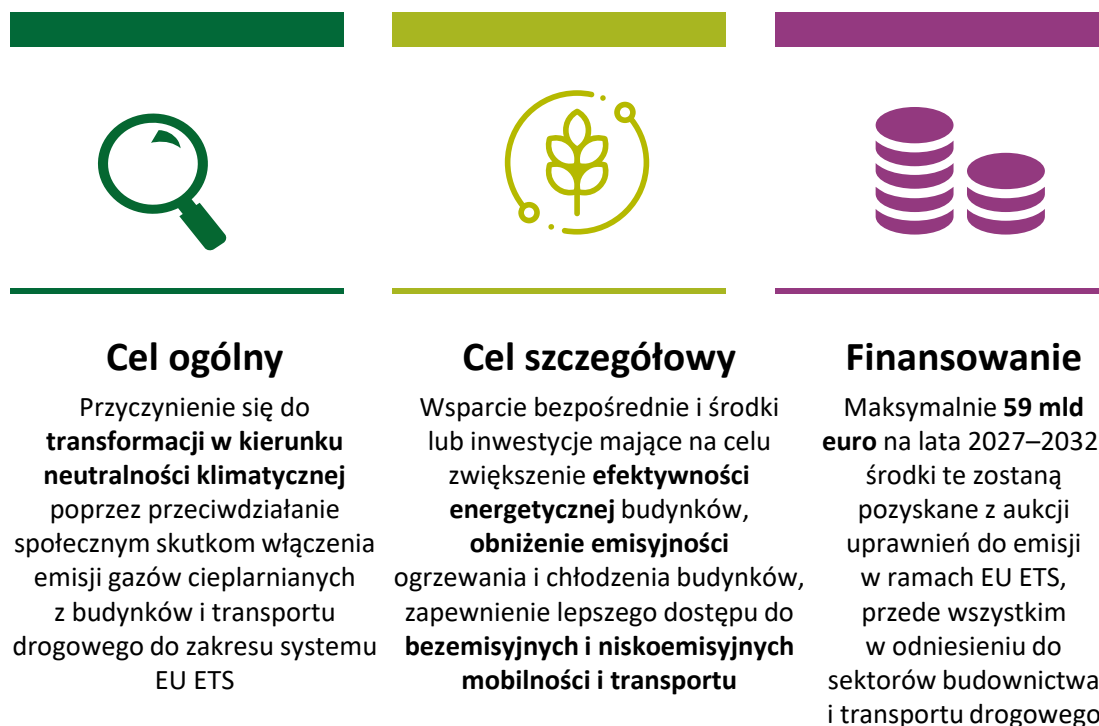 Cel ogólny
Przyczynienie się do
transformacji w kierunku
neutralności klimatycznej
poprzez przeciwdziałanie
społecznym skutkom włączenia
emisji gazów cieplarnianych
z budynków i transportu
drogowego do zakresu systemu
EU ETS
Cel szczegółowy
Wsparcie bezpośrednie i środki
lub inwestycje mające na celu
zwiększenie efektywności
energetycznej budynków,
obniżenie emisyjności
ogrzewania i chłodzenia budynków,
zapewnienie lepszego dostępu do
bezemisyjnych i niskoemisyjnych
mobilności i transportu
Finansowanie
Maksymalnie 59 mld
euro na lata 2027–2032
środki te zostaną
pozyskane z aukcji
uprawnień do emisji
w ramach EU ETS,
przede wszystkim
w odniesieniu do
sektorów budownictwa
i transportu drogowego